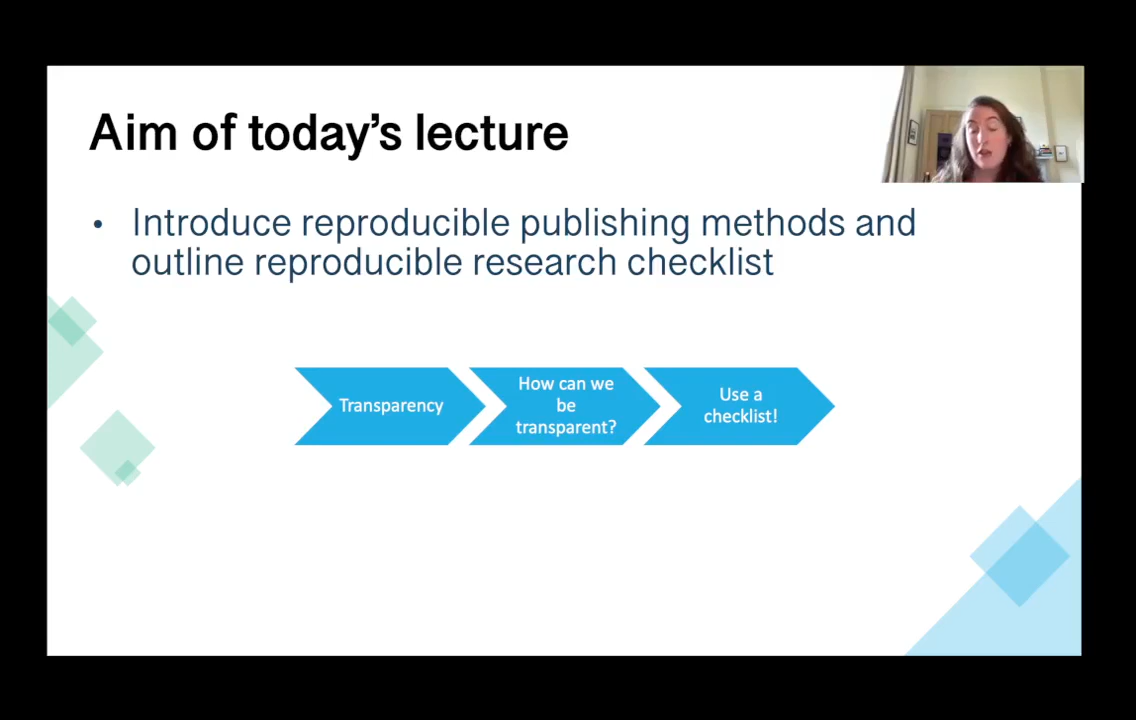 Aim of today's lecture
• Introduce reproducible publishing methods and
outline reproducible research checklist
Transparency
How can we
be
transparent?
Use a
checklist!